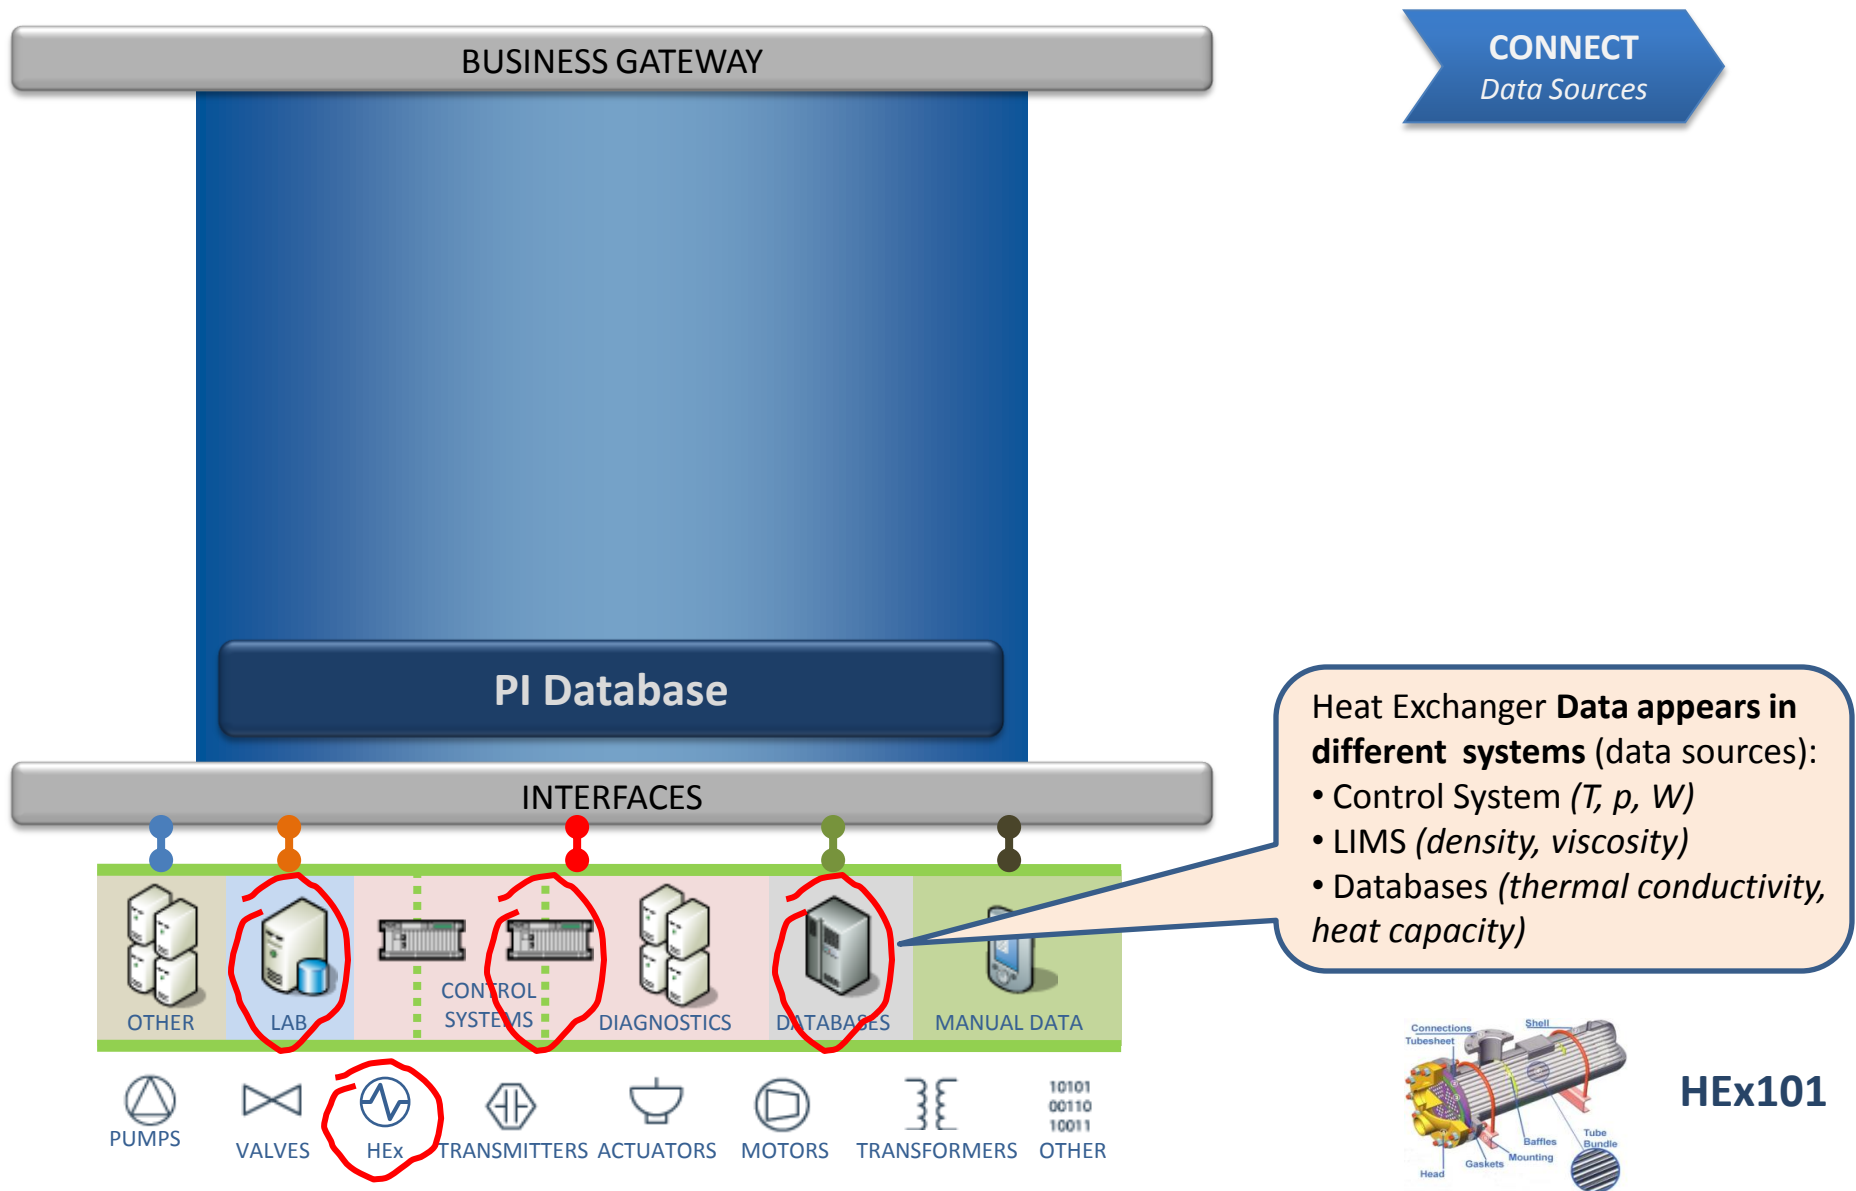 BUSINESS GATEWAY
CONNECT
Data Sources
PI Database
INTERFACES
Heat Exchanger Data appears in
different systems (data sources):
• Control System (T, p, W)
• LIMS (density, viscosity)
• Databases (thermal conductivity,
heat capacity)
OTHER
LAB
CONTROL
SYSTEMS
DIAGNOSTICS
DATABASES
MANUAL DATA
PUMPS
VALVES
HEx
TRANSMITTERS
ACTUATORS
MOTORS
TRANSFORMERS
10101
00110
10011
OTHER
Connections
Tubesheet
Shell
Head
Gaskets
Mounting
Baffles
Tube
Bundle
HEx101